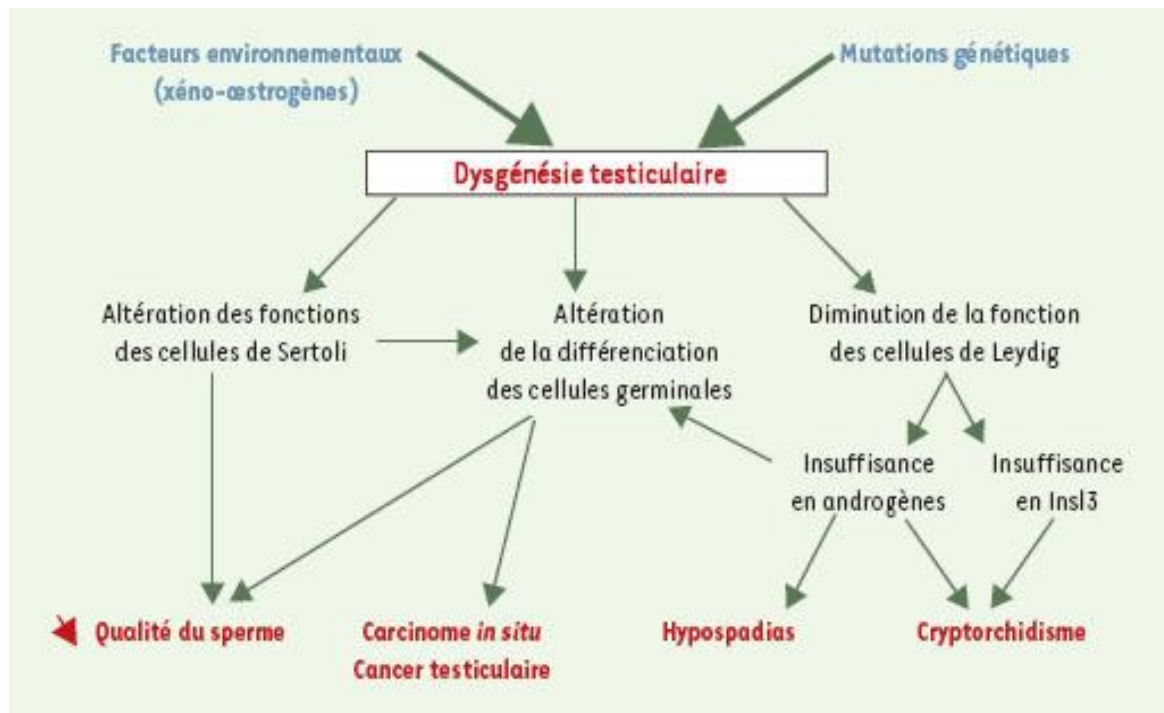 Facteurs environnementaux
(xéno-œstrogènes)
Mutations génétiques
Dysgénésie testiculaire
Altération des fonctions
des cellules de Sertoli
Altération
de la différenciation
des cellules germinales
Diminution de la fonction
des cellules de Leydig
Insuffisance
en androgènes
Insuffisance
en Insl3
Qualité du sperme
Carcinome in situ
Cancer testiculaire
Hypospadias
Cryptorchidisme